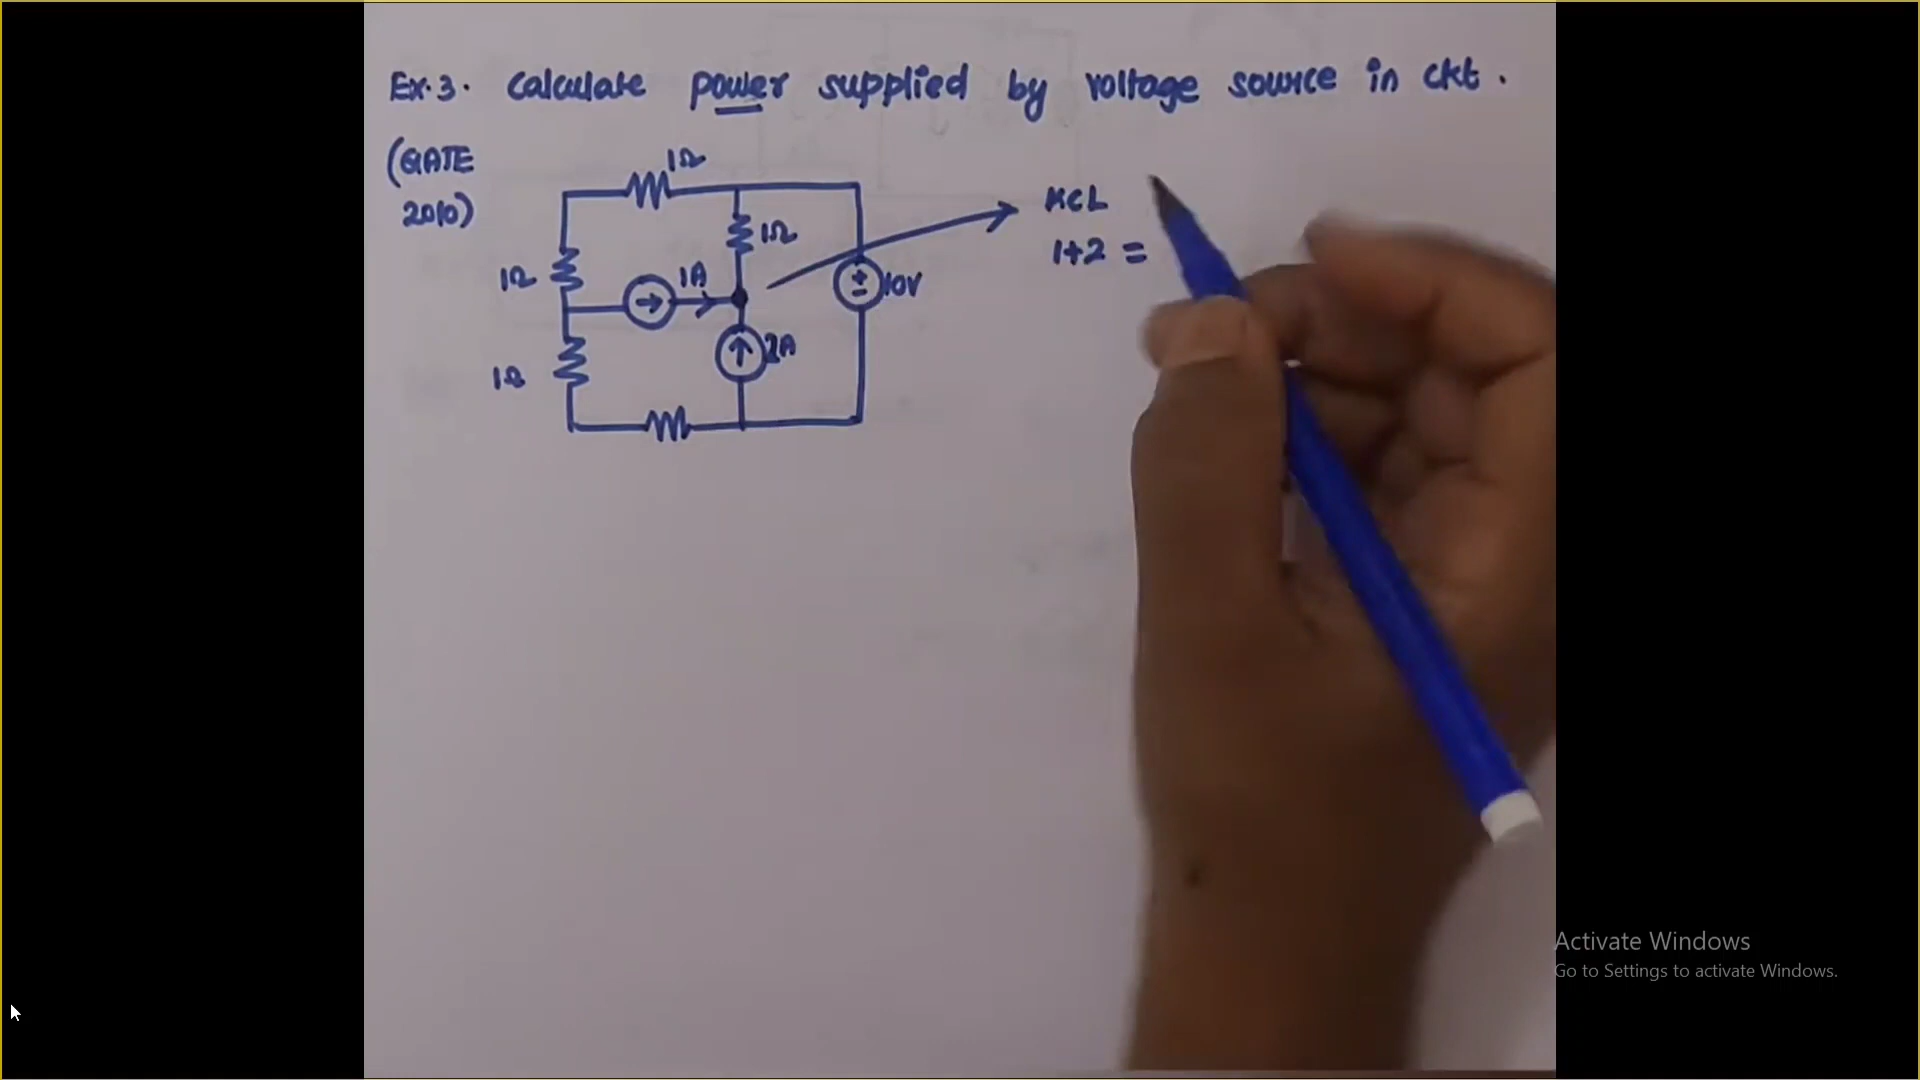 Ex.3. Calculate power supplied by voltage source in ckt.
(GATE
2010)
1Ω
1Ω
1Ω
1A
10V
2A
1Ω
KCL
1+2 =
Activate Windows
Go to Settings to activate Windows.